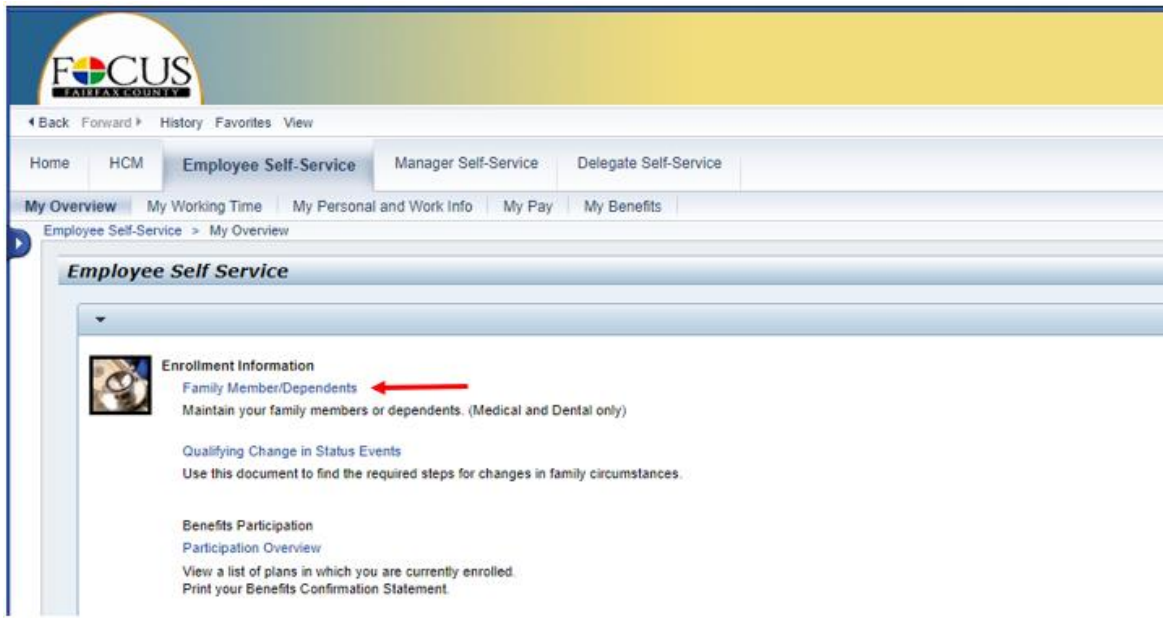 FOCUS
FAIRFAX COUNTY
Back Forward History Favorites View
Home HCM Employee Self-Service Manager Self-Service Delegate Self-Service
My Overview My Working Time My Personal and Work Info My Pay My Benefits
Employee Self-Service > My Overview
Employee Self Service
Enrollment Information
Family Member/Dependents
Maintain your family members or dependents. (Medical and Dental only)
Qualifying Change in Status Events
Use this document to find the required steps for changes in family circumstances.
Benefits Participation
Participation Overview
View a list of plans in which you are currently enrolled.
Print your Benefits Confirmation Statement.